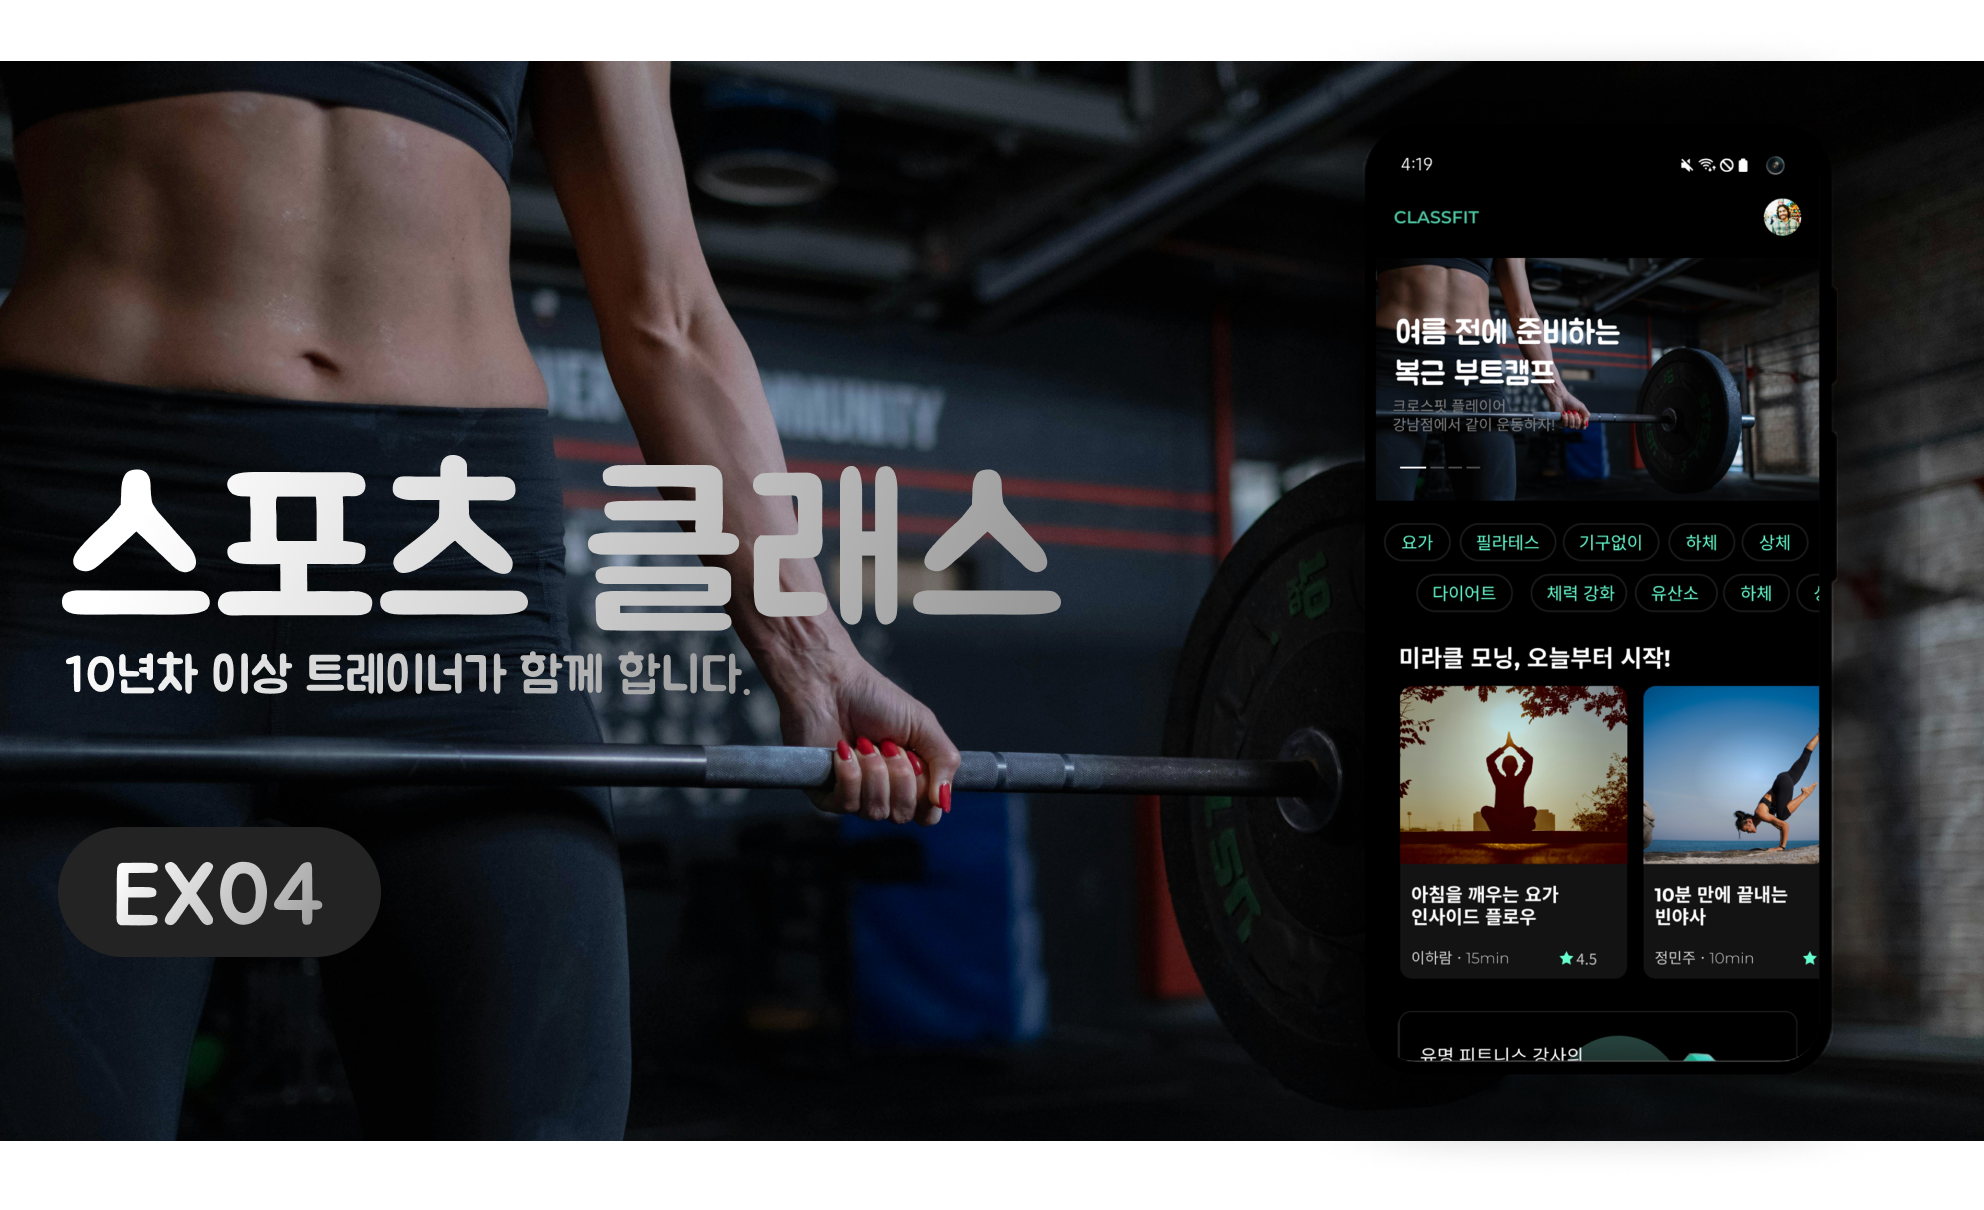 스포츠 클래스
10년차 이상 트레이너가 함께 합니다.
EX04
4:19
CLASSFIT
여름 전에 준비하는
복근 부트캠프
크로스핏 플레이어
강남점에서 같이 운동하자!
요가 필라테스 기구없이 하체 상체
다이어트 체력 강화 유산소 하체
미라클 모닝, 오늘부터 시작!
아침을 깨우는 요가
인사이드 플로우
이하람 · 15min ★ 4.5
10분 만에 끝내는
빈야사
정민주 · 10min ★
유명 피트니스 강사의